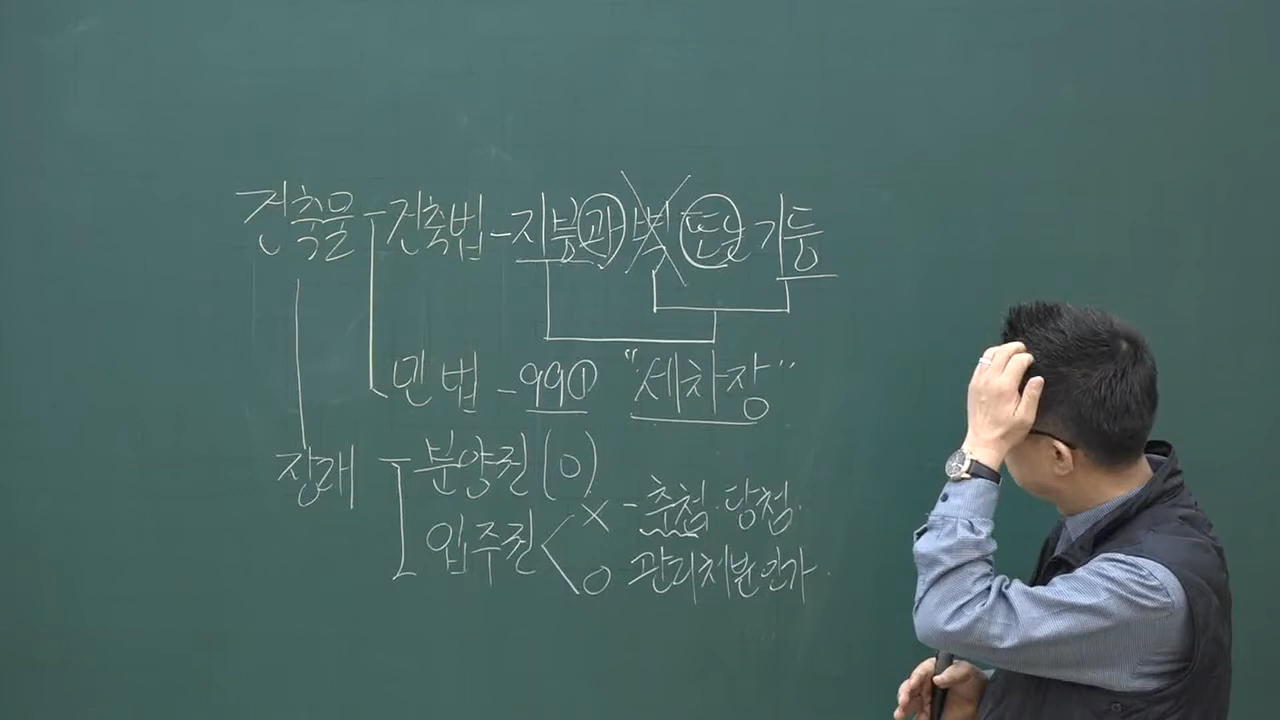 건축물 건축법 - 지붕과 벽 또는 기둥
민법 - 99① "세차장"
장래 분양권(O)
입주권 X - 추첨. 당첨.
O 관리처분인가.